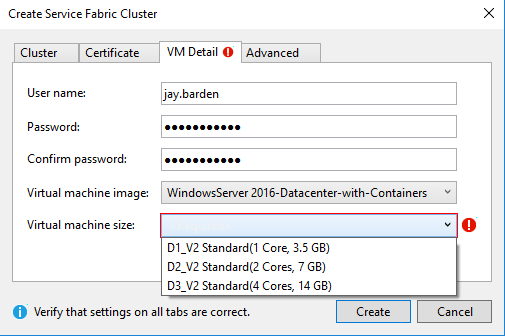 Create Service Fabric Cluster
Cluster Certificate VM Detail Advanced
User name: jay.barden
Password: ●●●●●●●●●●●
Confirm password: ●●●●●●●●●●●
Virtual machine image: WindowsServer 2016-Datacenter-with-Containers
Virtual machine size:
D1_V2 Standard(1 Core, 3.5 GB)
D2_V2 Standard(2 Cores, 7 GB)
D3_V2 Standard(4 Cores, 14 GB)
Verify that settings on all tabs are correct. Create Cancel